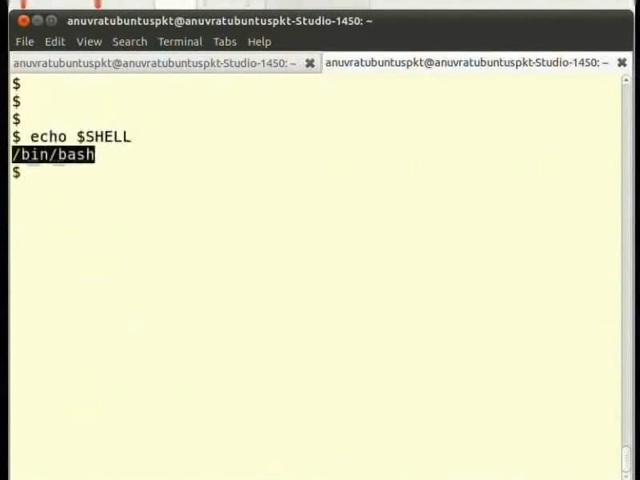 anuvratubuntuspkt@anuvratubuntuspkt-Studio-1450: ~
File Edit View Search Terminal Tabs Help
anuvratubuntuspkt@anuvratubuntuspkt-Studio-1450: ~ anuvratubuntuspkt@anuvratubuntuspkt-Studio-1450: ~
$
$
$
$ echo $SHELL
/bin/bash
$